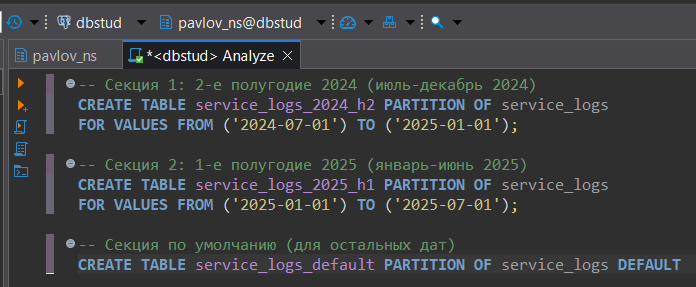 dbstud
pavlov_ns@dbstud
pavlov_ns
*<dbstud> Analyze
-- Секция 1: 2-е полугодие 2024 (июль-декабрь 2024)
CREATE TABLE service_logs_2024_h2 PARTITION OF service_logs
FOR VALUES FROM ('2024-07-01') TO ('2025-01-01');
-- Секция 2: 1-е полугодие 2025 (январь-июнь 2025)
CREATE TABLE service_logs_2025_h1 PARTITION OF service_logs
FOR VALUES FROM ('2025-01-01') TO ('2025-07-01');
-- Секция по умолчанию (для остальных дат)
CREATE TABLE service_logs_default PARTITION OF service_logs DEFAULT